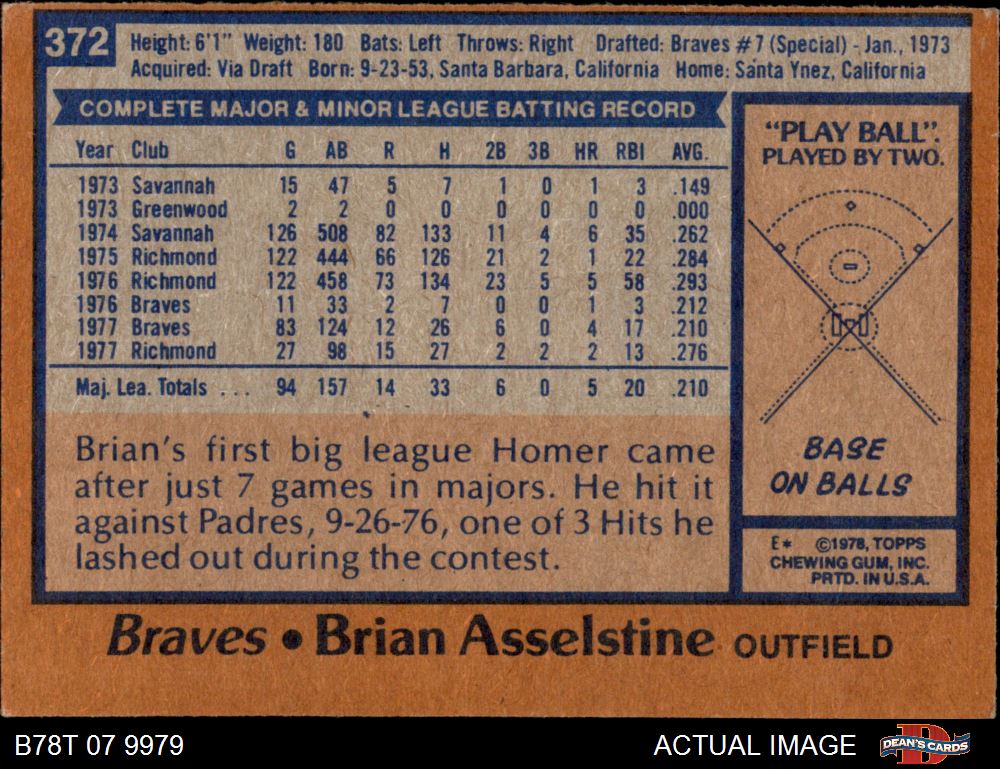 372
Height: 6'1" Weight: 180 Bats: Left Throws: Right Drafted: Braves #7 (Special) - Jan., 1973
Acquired: Via Draft Born: 9-23-53, Santa Barbara, California Home: Santa Ynez, California
COMPLETE MAJOR & MINOR LEAGUE BATTING RECORD
Year Club G AB R H 2B 3B HR RBI AVG.
1973 Savannah 15 47 5 7 1 0 1 3 .149
1973 Greenwood 2 2 0 0 0 0 0 0 .000
1974 Savannah 126 508 82 133 11 4 6 35 .262
1975 Richmond 122 444 66 126 21 2 1 22 .284
1976 Richmond 122 458 73 134 23 5 5 58 .293
1976 Braves 11 33 2 7 0 0 1 3 .212
1977 Braves 83 124 12 26 6 0 4 17 .210
1977 Richmond 27 98 15 27 2 2 2 13 .276
Maj. Lea. Totals ... 94 157 14 33 6 0 5 20 .210
Brian's first big league Homer came
after just 7 games in majors. He hit it
against Padres, 9-26-76, one of 3 Hits he
lashed out during the contest.
"PLAY BALL".
PLAYED BY TWO.
BASE
ON BALLS
E* ©1978, TOPPS
CHEWING GUM, INC.
PRTD. IN U.S.A.
Braves • Brian Asselstine OUTFIELD
B78T 07 9979
ACTUAL IMAGE
DEAN'S CARDS